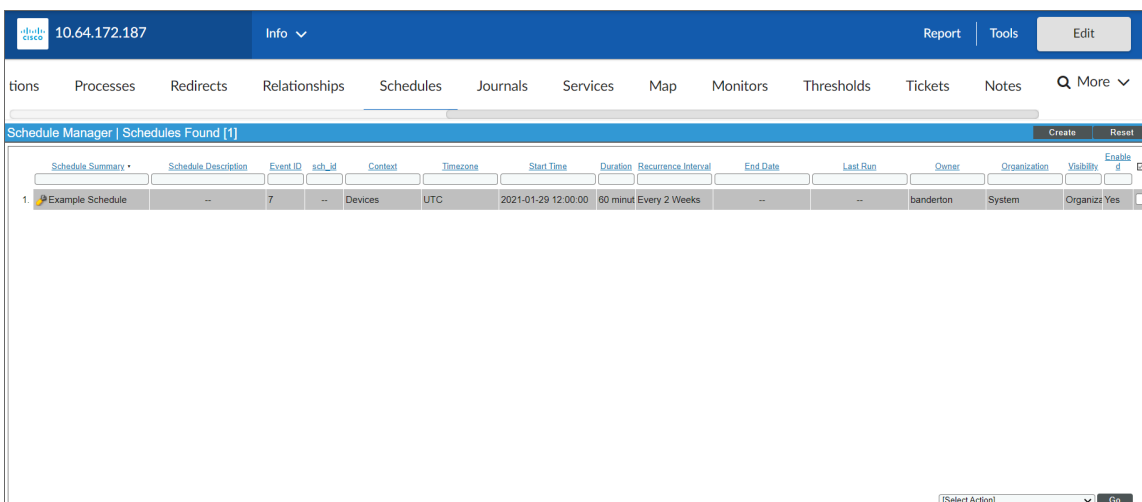 cisco 10.64.172.187 Info Report Tools Edit
tions Processes Redirects Relationships Schedules Journals Services Map Monitors Thresholds Tickets Notes More
Schedule Manager | Schedules Found [1] Create Reset
Schedule Summary Schedule Description Event ID sch_id Context Timezone Start Time Duration Recurrence Interval End Date Last Run Owner Organization Visibility Enabled
1. Example Schedule -- 7 -- Devices UTC 2021-01-29 12:00:00 60 minut Every 2 Weeks -- -- banderton System Organiza Yes
[Select Action] Go